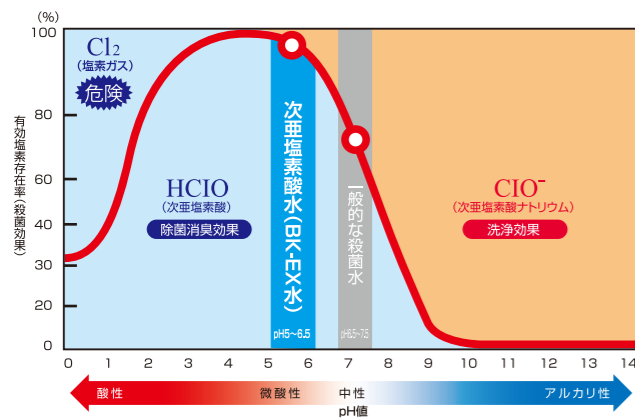 (%)
100
80
60
40
30
20
0
有効塩素存在率(殺菌効果)
Cl2
(塩素ガス)
危険
HClO
(次亜塩素酸)
除菌消臭効果
次亜塩素酸水(BK-EX水)
pH5～6.5
一般的な殺菌水
pH6.5～7.5
ClO-
(次亜塩素酸ナトリウム)
洗浄効果
0 1 2 3 4 5 6 7 8 9 10 11 12 13 14
酸性 微酸性 中性 アルカリ性
pH値